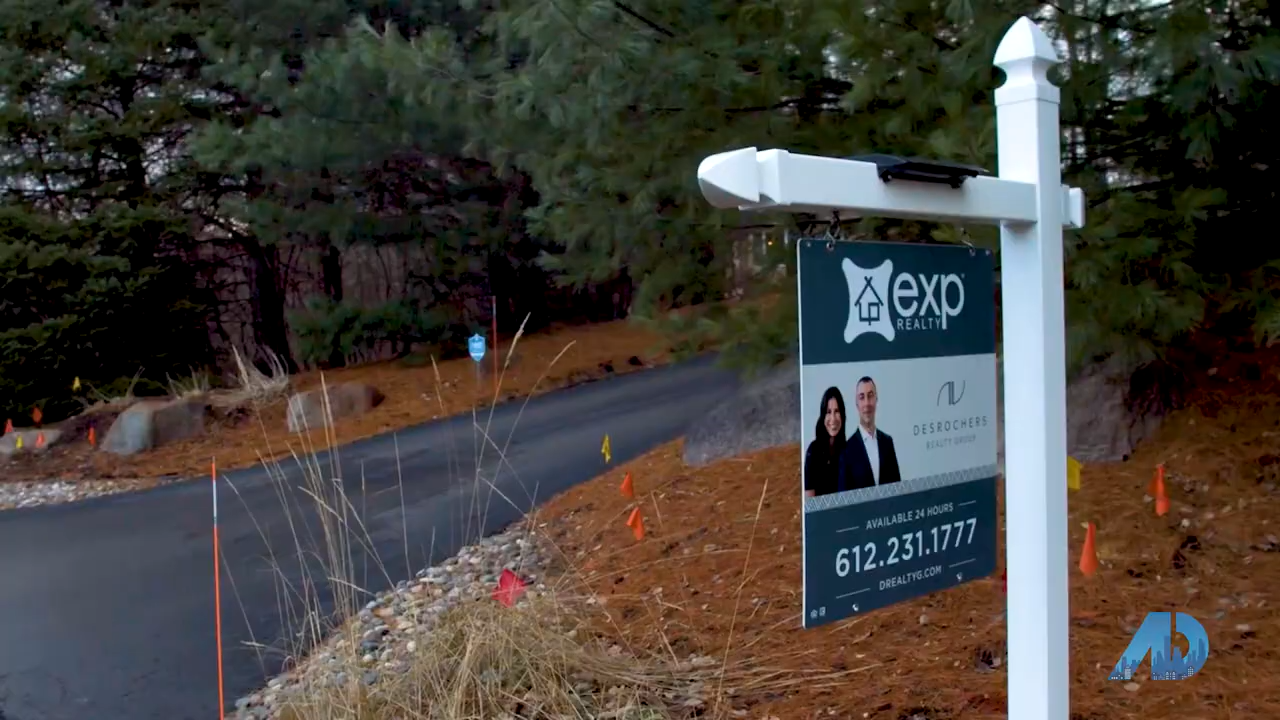 exp
REALTY
DESROCHERS
REALTY GROUP
AVAILABLE 24 HOURS
612.231.1777
DREALTYG.COM